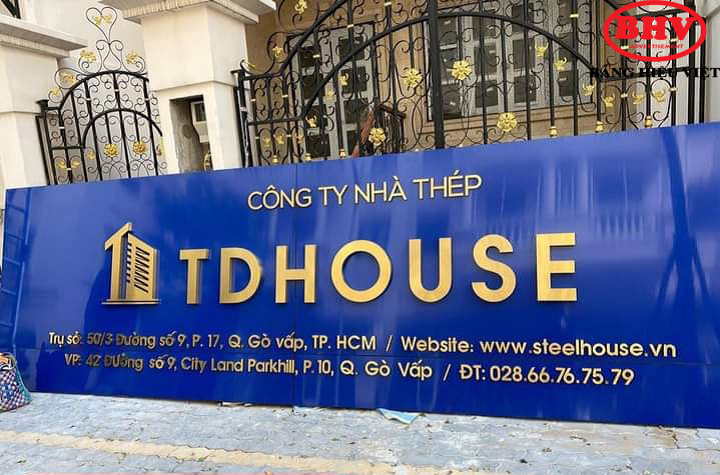 BHV
ADVERTISEMENT
BẢNG HIỆU VIỆT
CÔNG TY NHÀ THÉP
TDHOUSE
Trụ sở: 50/3 Đường số 9, P. 17, Q. Gò vấp, TP. HCM / Website: www.steelhouse.vn
VP: 42 Đường số 9, City Land Parkhill, P. 10, Q. Gò Vấp / ĐT: 028.66.76.75.79